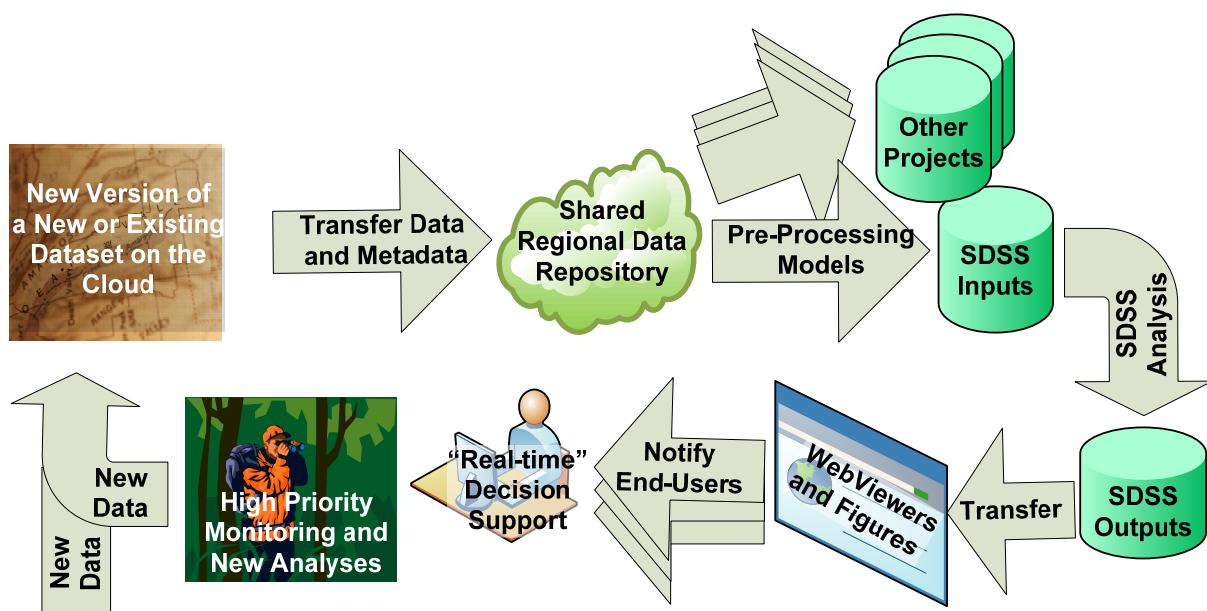 New Version of
a New or Existing
Dataset on the
Cloud
Transfer Data
and Metadata
Shared
Regional Data
Repository
Pre-Processing
Models
Other
Projects
SDSS
Inputs
SDSS
Analysis
SDSS
Outputs
Transfer
WebViewers
and Figures
Notify
End-Users
“Real-time”
Decision
Support
High Priority
Monitoring and
New Analyses
New
Data
New
Data